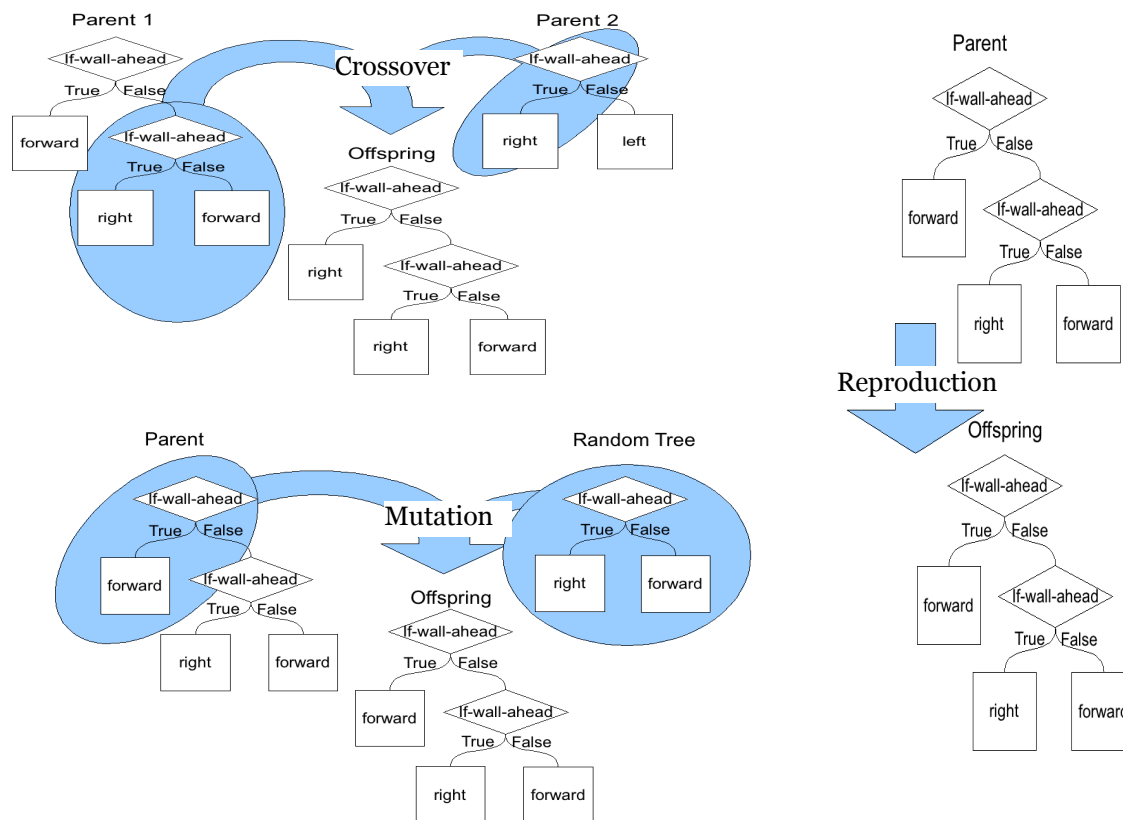 Parent 1
Parent 2
If-wall-ahead
If-wall-ahead
Crossover
True False
True False
forward
If-wall-ahead
right
left
True False
Offspring
If-wall-ahead
right
forward
True False
right
If-wall-ahead
True False
right
forward
Parent
If-wall-ahead
True False
forward
If-wall-ahead
True False
right
forward
Reproduction
Offspring
If-wall-ahead
True False
forward
If-wall-ahead
True False
right
forward
Parent
Random Tree
If-wall-ahead
If-wall-ahead
Mutation
True False
True False
forward
If-wall-ahead
right
forward
True False
Offspring
If-wall-ahead
right
forward
True False
forward
If-wall-ahead
True False
right
forward